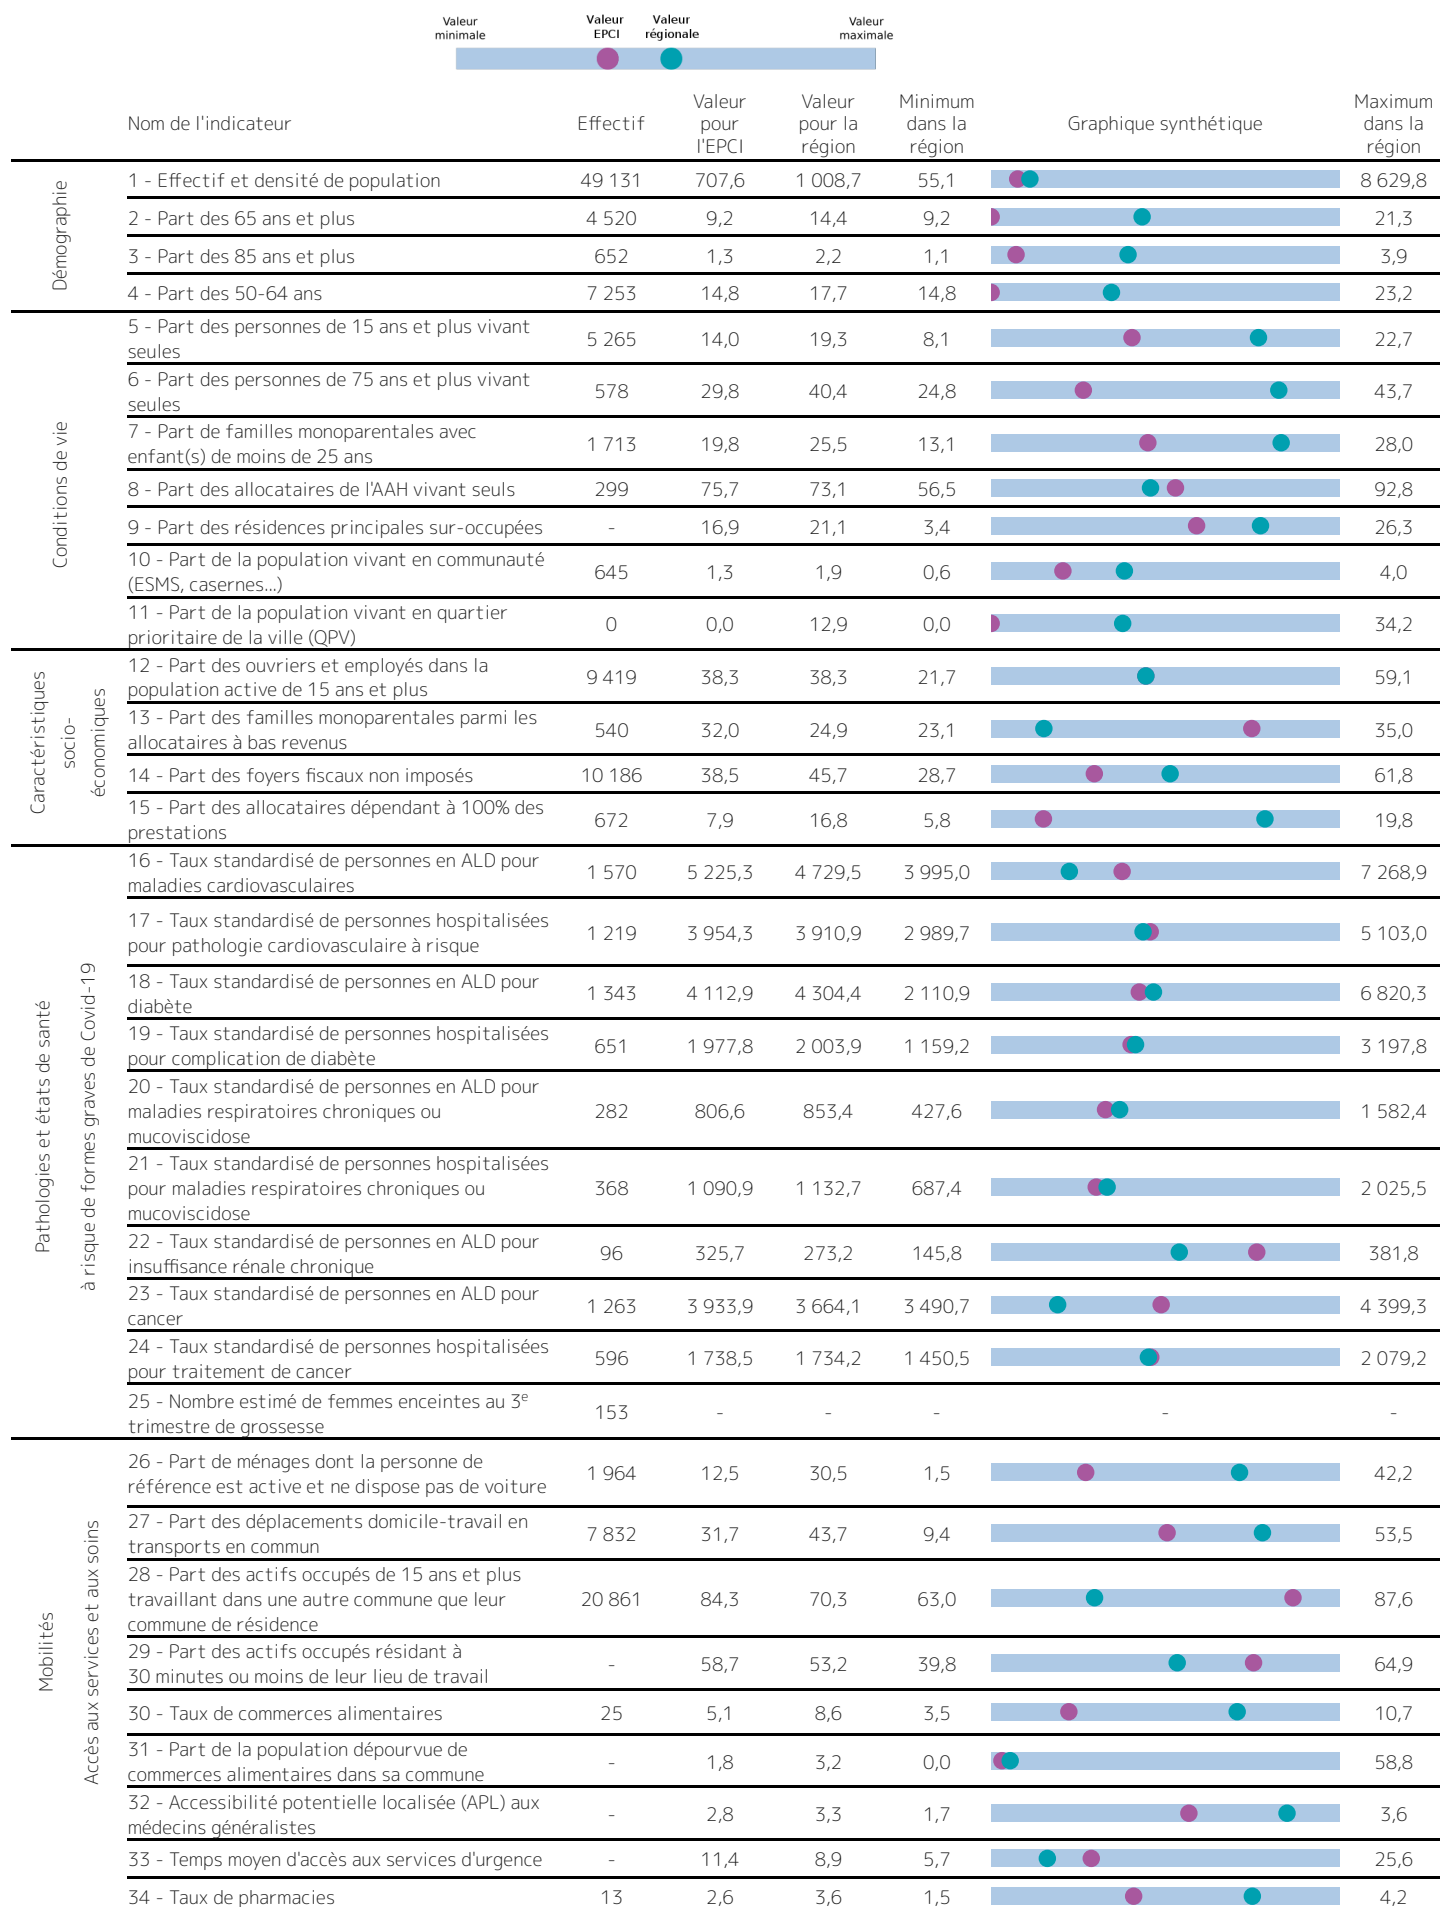 Valeur minimale
Valeur EPCI
Valeur régionale
Valeur maximale
Nom de l'indicateur
Effectif
Valeur pour l'EPCI
Valeur pour la région
Minimum dans la région
Graphique synthétique
Maximum dans la région
Démographie
1 - Effectif et densité de population 49 131 707,6 1 008,7 55,1 8 629,8
2 - Part des 65 ans et plus 4 520 9,2 14,4 9,2 21,3
3 - Part des 85 ans et plus 652 1,3 2,2 1,1 3,9
4 - Part des 50-64 ans 7 253 14,8 17,7 14,8 23,2
Conditions de vie
5 - Part des personnes de 15 ans et plus vivant
seules 5 265 14,0 19,3 8,1 22,7
6 - Part des personnes de 75 ans et plus vivant
seules 578 29,8 40,4 24,8 43,7
7 - Part de familles monoparentales avec
enfant(s) de moins de 25 ans 1 713 19,8 25,5 13,1 28,0
8 - Part des allocataires de l'AAH vivant seuls 299 75,7 73,1 56,5 92,8
9 - Part des résidences principales sur-occupées - 16,9 21,1 3,4 26,3
10 - Part de la population vivant en communauté
(ESMS, casernes...) 645 1,3 1,9 0,6 4,0
11 - Part de la population vivant en quartier
prioritaire de la ville (QPV) 0 0,0 12,9 0,0 34,2
Caractéristiques
socio-
économiques
12 - Part des ouvriers et employés dans la
population active de 15 ans et plus 9 419 38,3 38,3 21,7 59,1
13 - Part des familles monoparentales parmi les
allocataires à bas revenus 540 32,0 24,9 23,1 35,0
14 - Part des foyers fiscaux non imposés 10 186 38,5 45,7 28,7 61,8
15 - Part des allocataires dépendant à 100% des
prestations 672 7,9 16,8 5,8 19,8
Pathologies et états de santé
à risque de formes graves de Covid-19
16 - Taux standardisé de personnes en ALD pour
maladies cardiovasculaires 1 570 5 225,3 4 729,5 3 995,0 7 268,9
17 - Taux standardisé de personnes hospitalisées
pour pathologie cardiovasculaire à risque 1 219 3 954,3 3 910,9 2 989,7 5 103,0
18 - Taux standardisé de personnes en ALD pour
diabète 1 343 4 112,9 4 304,4 2 110,9 6 820,3
19 - Taux standardisé de personnes hospitalisées
pour complication de diabète 651 1 977,8 2 003,9 1 159,2 3 197,8
20 - Taux standardisé de personnes en ALD pour
maladies respiratoires chroniques ou
mucoviscidose 282 806,6 853,4 427,6 1 582,4
21 - Taux standardisé de personnes hospitalisées
pour maladies respiratoires chroniques ou
mucoviscidose 368 1 090,9 1 132,7 687,4 2 025,5
22 - Taux standardisé de personnes en ALD pour
insuffisance rénale chronique 96 325,7 273,2 145,8 381,8
23 - Taux standardisé de personnes en ALD pour
cancer 1 263 3 933,9 3 664,1 3 490,7 4 399,3
24 - Taux standardisé de personnes hospitalisées
pour traitement de cancer 596 1 738,5 1 734,2 1 450,5 2 079,2
25 - Nombre estimé de femmes enceintes au 3e
trimestre de grossesse 153 - - - - -
Mobilités
Accès aux services et aux soins
26 - Part de ménages dont la personne de
référence est active et ne dispose pas de voiture 1 964 12,5 30,5 1,5 42,2
27 - Part des déplacements domicile-travail en
transports en commun 7 832 31,7 43,7 9,4 53,5
28 - Part des actifs occupés de 15 ans et plus
travaillant dans une autre commune que leur
commune de résidence 20 861 84,3 70,3 63,0 87,6
29 - Part des actifs occupés résidant à
30 minutes ou moins de leur lieu de travail - 58,7 53,2 39,8 64,9
30 - Taux de commerces alimentaires 25 5,1 8,6 3,5 10,7
31 - Part de la population dépourvue de
commerces alimentaires dans sa commune - 1,8 3,2 0,0 58,8
32 - Accessibilité potentielle localisée (APL) aux
médecins généralistes - 2,8 3,3 1,7 3,6
33 - Temps moyen d'accès aux services d'urgence - 11,4 8,9 5,7 25,6
34 - Taux de pharmacies 13 2,6 3,6 1,5 4,2